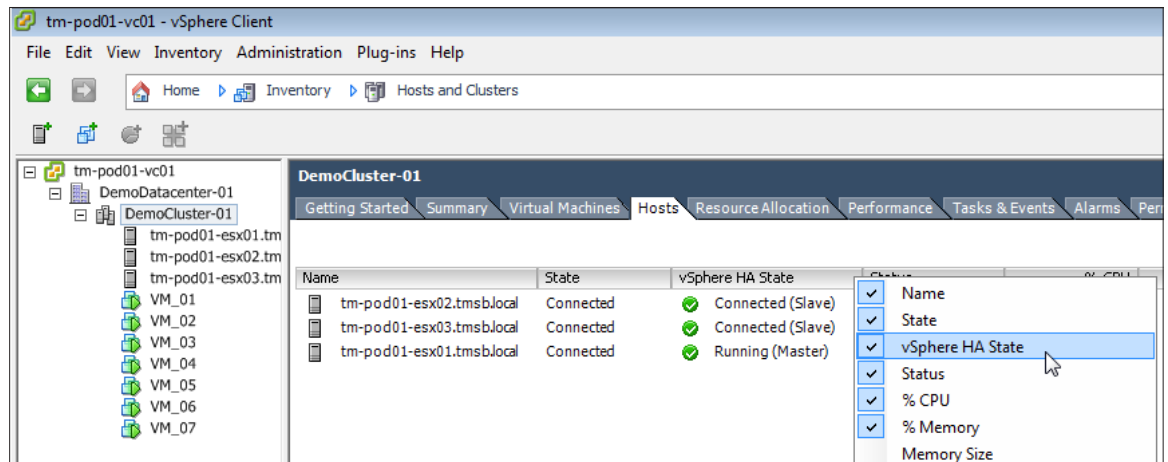 tm-pod01-vc01 - vSphere Client
File Edit View Inventory Administration Plug-ins Help
Home Inventory Hosts and Clusters
tm-pod01-vc01
DemoDatacenter-01
DemoCluster-01
tm-pod01-esx01.tm
tm-pod01-esx02.tm
tm-pod01-esx03.tm
VM_01
VM_02
VM_03
VM_04
VM_05
VM_06
VM_07
DemoCluster-01
Getting Started Summary Virtual Machines Hosts Resource Allocation Performance Tasks & Events Alarms Per
Name State vSphere HA State Status % CPU
tm-pod01-esx02.tmsb.local Connected Connected (Slave)
tm-pod01-esx03.tmsb.local Connected Connected (Slave)
tm-pod01-esx01.tmsb.local Connected Running (Master)
Name
State
vSphere HA State
Status
% CPU
% Memory
Memory Size